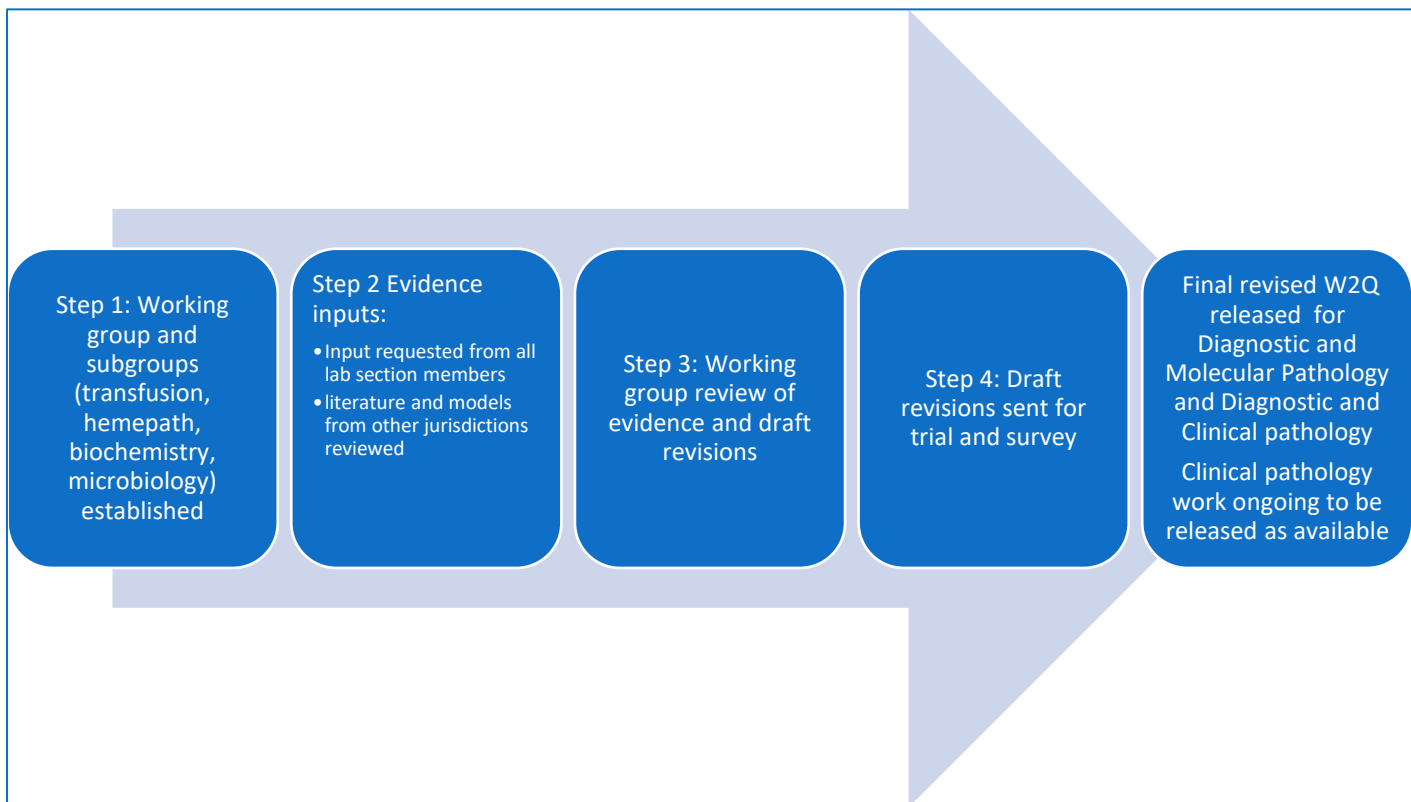 Step 1: Working
group and
subgroups
(transfusion,
hemepath,
biochemistry,
microbiology)
established
Step 2 Evidence
inputs:
•Input requested from all
lab section members
•literature and models
from other jurisdictions
reviewed
Step 3: Working
group review of
evidence and draft
revisions
Step 4: Draft
revisions sent for
trial and survey
Final revised W2Q
released for
Diagnostic and
Molecular Pathology
and Diagnostic and
Clinical pathology
Clinical pathology
work ongoing to be
released as available